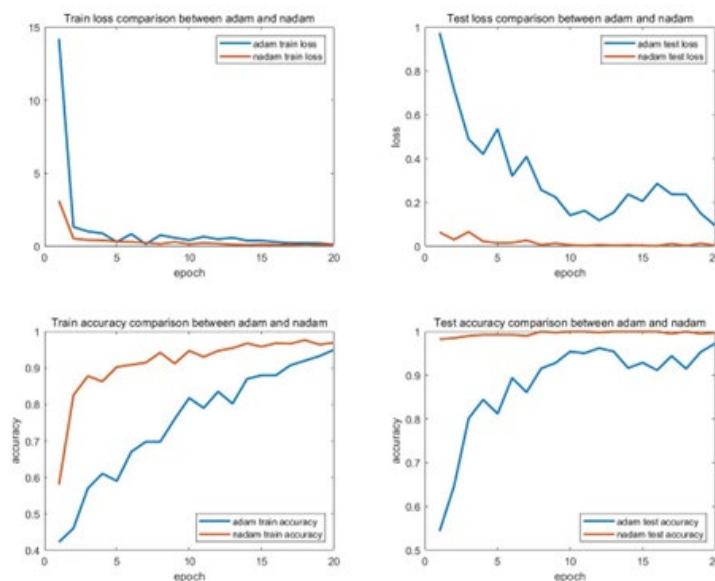 Train loss comparison between adam and nadam
15
10
5
0
0
5
10
15
20
epoch
adam train loss
nadam train loss
Test loss comparison between adam and nadam
loss
1
0.8
0.6
0.4
0.2
0
0
5
10
15
20
epoch
adam test loss
nadam test loss
Train accuracy comparison between adam and nadam
accuracy
1
0.9
0.8
0.7
0.6
0.5
0.4
0
5
10
15
20
epoch
adam train accuracy
nadam train accuracy
Test accuracy comparison between adam and nadam
accuracy
1
0.9
0.8
0.7
0.6
0.5
0
5
10
15
20
epoch
adam test accuracy
nadam test accuracy